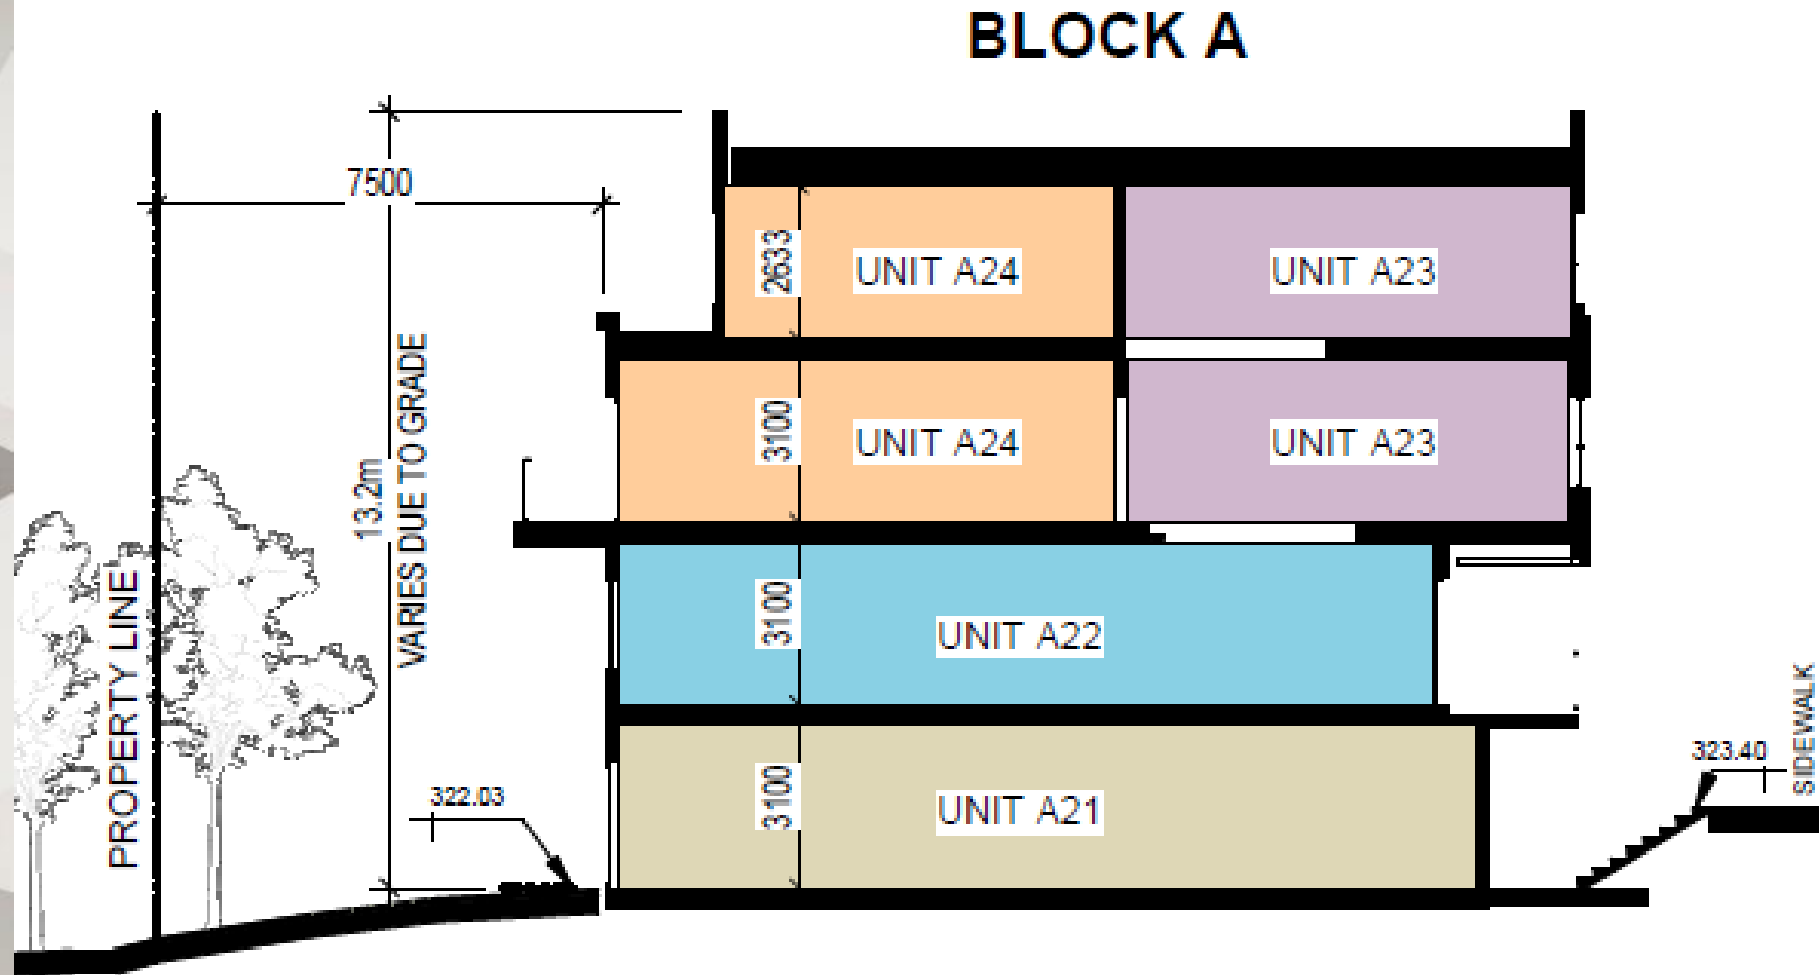 BLOCK A
7500
2633
UNIT A24
UNIT A23
3100
UNIT A24
UNIT A23
13.2m
VARIES DUE TO GRADE
3100
UNIT A22
PROPERTY LINE
322.03
3100
UNIT A21
323.40
SIDEWALK